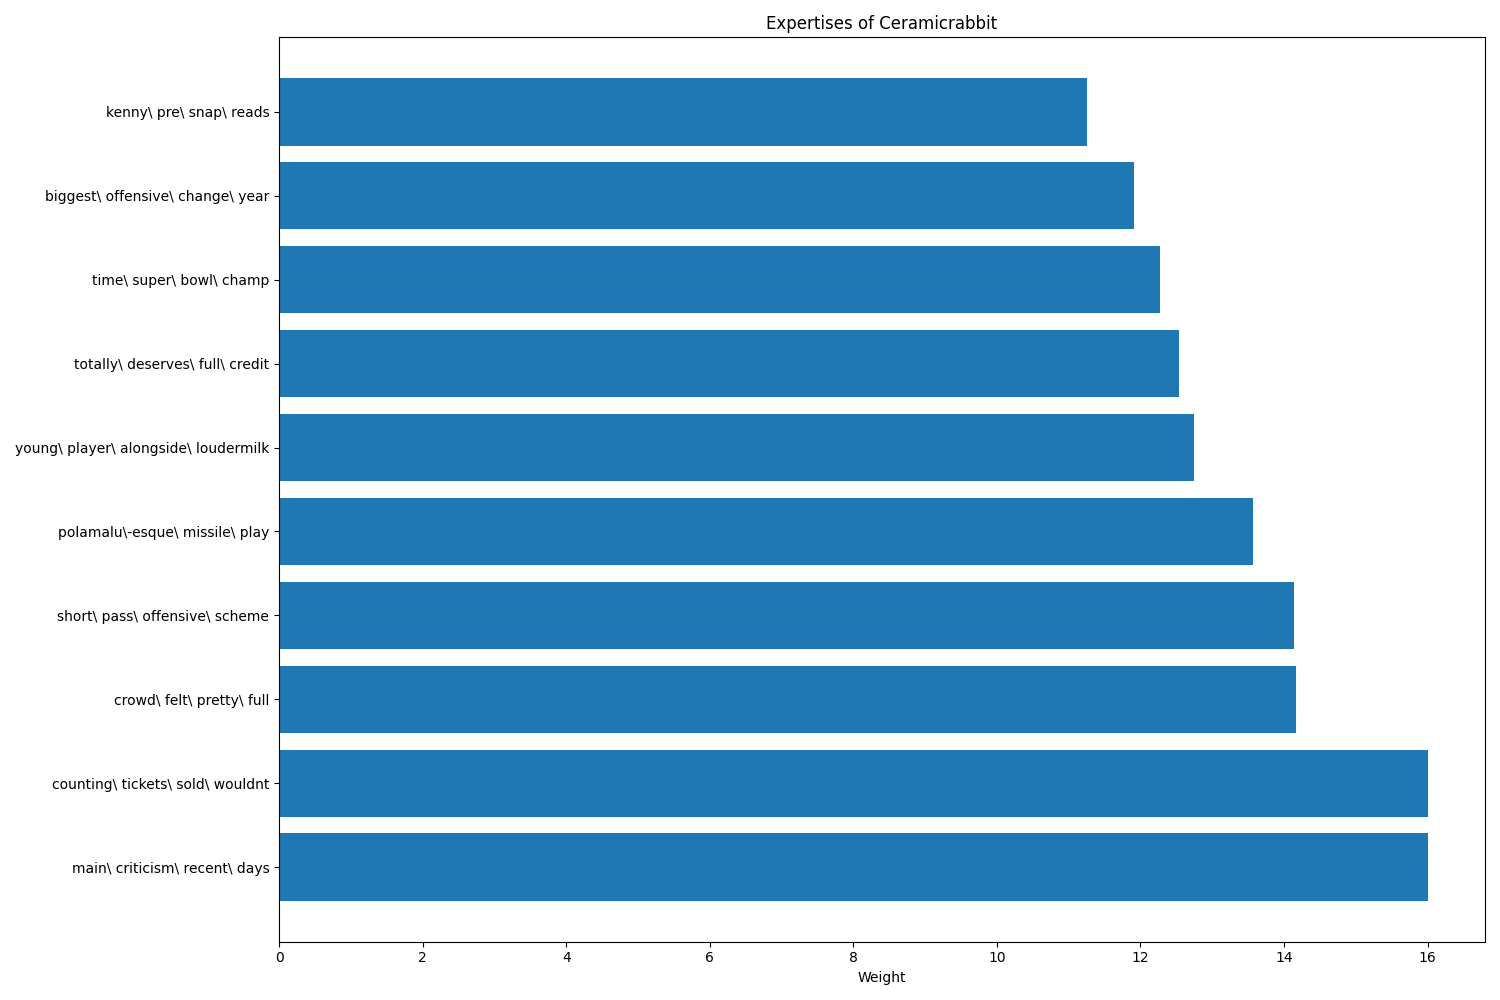 Expertises of Ceramicrabbit
kenny\ pre\ snap\ reads
biggest\ offensive\ change\ year
time\ super\ bowl\ champ
totally\ deserves\ full\ credit
young\ player\ alongside\ loudermilk
polamalu\-esque\ missile\ play
short\ pass\ offensive\ scheme
crowd\ felt\ pretty\ full
counting\ tickets\ sold\ wouldnt
main\ criticism\ recent\ days
0 2 4 6 8 10 12 14 16
Weight